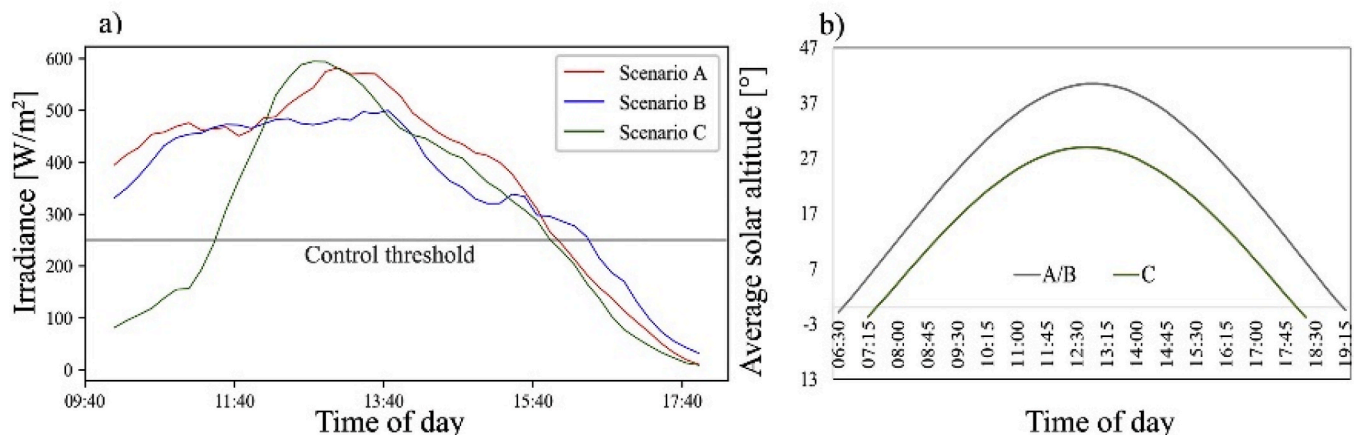 a)
Irradiance [W/m²]
600
500
400
300
200
100
0
Scenario A
Scenario B
Scenario C
Control threshold
09:40 11:40 13:40 15:40 17:40
Time of day
b)
Average solar altitude [°]
47
37
27
17
7
-3
13
A/B C
06:30 07:15 08:00 08:45 09:30 10:15 11:00 11:45 12:30 13:15 14:00 14:45 15:30 16:15 17:00 17:45 18:30 19:15
Time of day